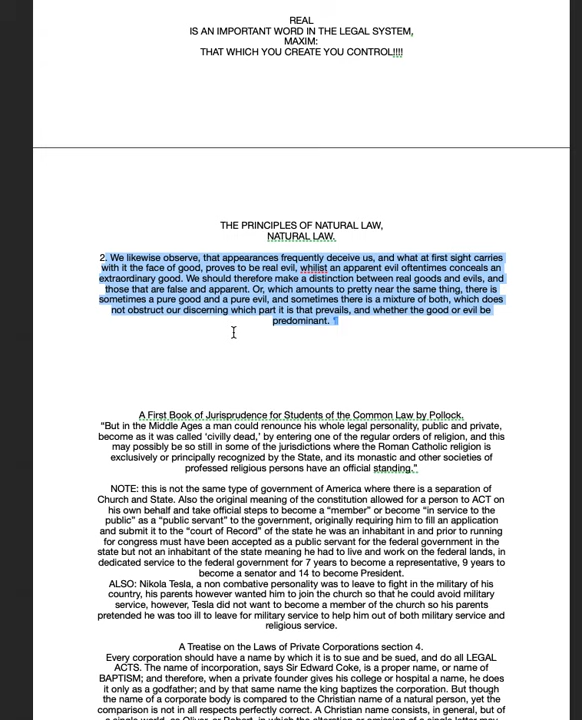 REAL
IS AN IMPORTANT WORD IN THE LEGAL SYSTEM,
MAXIM:
THAT WHICH YOU CREATE YOU CONTROL!!!!
THE PRINCIPLES OF NATURAL LAW,
NATURAL LAW.
2. We likewise observe, that appearances frequently deceive us, and what at first sight carries
with it the face of good, proves to be real evil, whilist an apparent evil oftentimes conceals an
extraordinary good. We should therefore make a distinction between real goods and evils, and
those that are false and apparent. Or, which amounts to pretty near the same thing, there is
sometimes a pure good and a pure evil, and sometimes there is a mixture of both, which does
not obstruct our discerning which part it is that prevails, and whether the good or evil be
predominant.
A First Book of Jurisprudence for Students of the Common Law by Pollock.
“But in the Middle Ages a man could renounce his whole legal personality, public and private,
become as it was called ‘civilly dead,’ by entering one of the regular orders of religion, and this
may possibly be so still in some of the jurisdictions where the Roman Catholic religion is
exclusively or principally recognized by the State, and its monastic and other societies of
professed religious persons have an official standing.”
NOTE: this is not the same type of government of America where there is a separation of
Church and State. Also the original meaning of the constitution allowed for a person to ACT on
his own behalf and take official steps to become a “member” or become “in service to the
public” as a “public servant” to the government, originally requiring him to fill an application
and submit it to the “court of Record” of the state he was an inhabitant in and prior to running
for congress must have been accepted as a public servant for the federal government in the
state but not an inhabitant of the state meaning he had to live and work on the federal lands, in
dedicated service to the federal government for 7 years to become a representative, 9 years to
become a senator and 14 to become President.
ALSO: Nikola Tesla, a non combative personality was to leave to fight in the military of his
country, his parents however wanted him to join the church so that he could avoid military
service, however, Tesla did not want to become a member of the church so his parents
pretended he was too ill to leave for military service to help him out of both military service and
religious service.
A Treatise on the Laws of Private Corporations section 4.
Every corporation should have a name by which it is to sue and be sued, and do all LEGAL
ACTS. The name of incorporation, says Sir Edward Coke, is a proper name, or name of
BAPTISM; and therefore, when a private founder gives his college or hospital a name, he does
it only as a godfather; and by that same name the king baptizes the corporation. But though
the name of a corporate body is compared to the Christian name of a natural person, yet the
comparison is not in all respects perfectly correct. A Christian name consists, in general, but of
a single word, as Oliver, or Robert, in which the alteration or omission of a single letter may